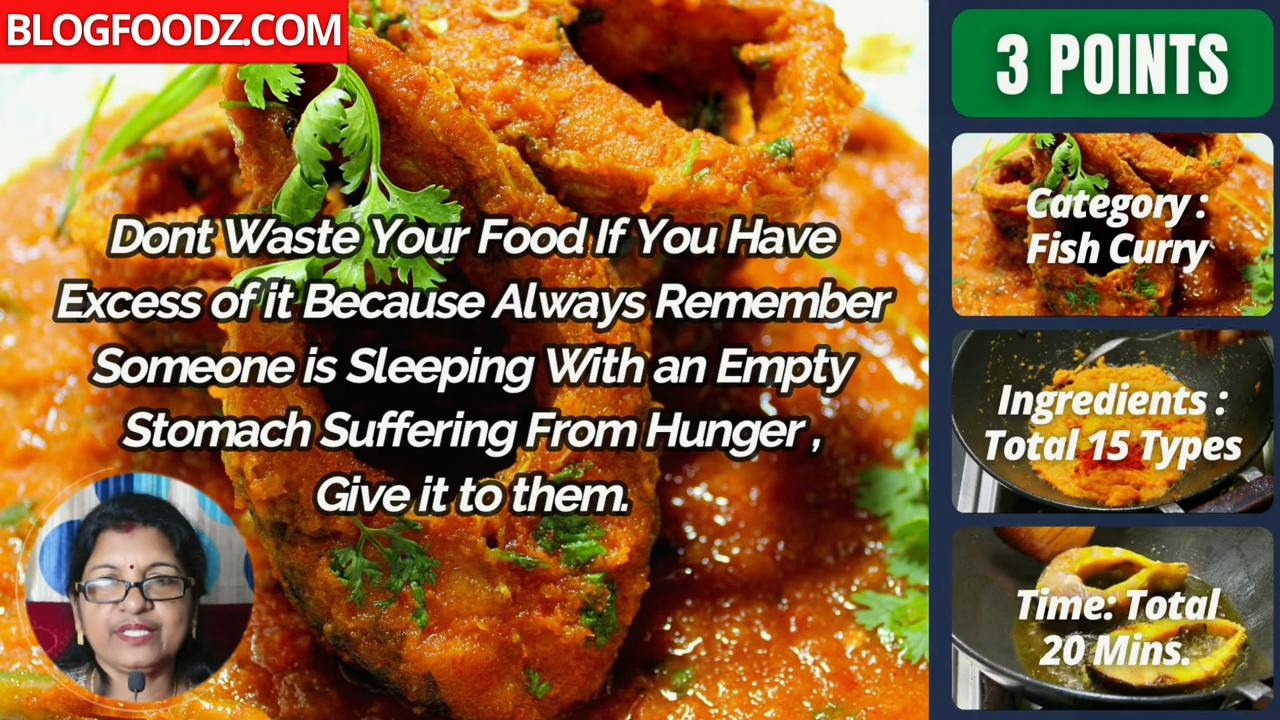 BLOGFOODZ.COM
Dont Waste Your Food If You Have
Excess of it Because Always Remember
Someone is Sleeping With an Empty
Stomach Suffering From Hunger ,
Give it to them.
3 POINTS
Category :
Fish Curry
Ingredients :
Total 15 Types
Time: Total
20 Mins.